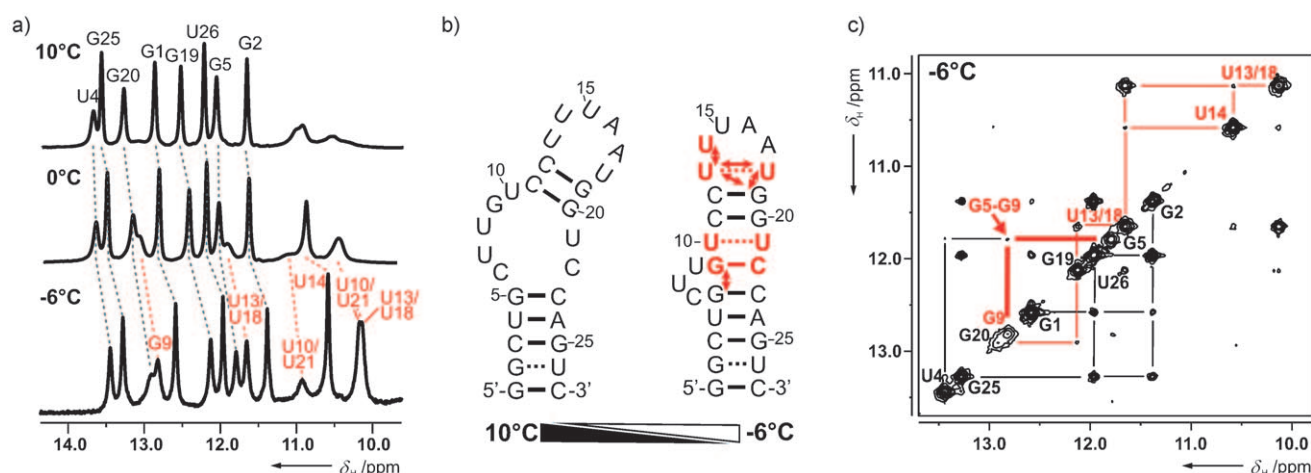 a)
10°C
U4
G25
G20
G1
G19
U26
G5
G2
0°C
-6°C
G9
U13/
U18
U10/
U21
U14
U10/
U21
U13/
U18
14.0 13.0 12.0 11.0 10.0
δH /ppm
b)
15
U U A
U A
U U
C G
10 U C G -20
G U U
U C
U
C C
5- G C
U A
C G -25
G U
5'- G C -3'
15
U A
U A
U U
C G
C G -20
10- U U
U G C
U G C
C U A
C G -25
G U
5'- G C -3'
10°C -6°C
c)
-6°C
U13/18
U14
G5-G9
U13/18
G2
G5
G19
U26
G9
G20
G1
U4
G25
11.0
11.0
12.0
13.0
13.0 12.0 11.0 10.0
δH /ppm
δH /ppm